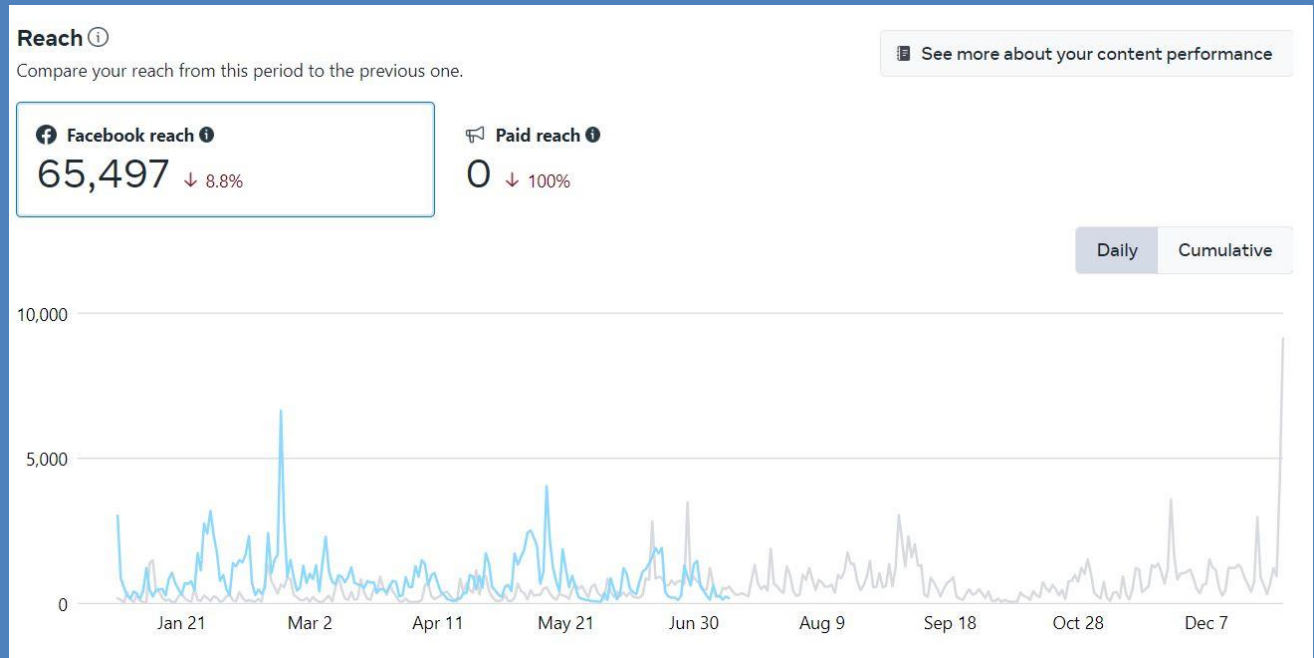 Reach
See more about your content performance
Compare your reach from this period to the previous one.
Facebook reach
65,497 ↓ 8.8%
Paid reach
0 ↓ 100%
Daily
Cumulative
10,000
5,000
0
Jan 21 Mar 2 Apr 11 May 21 Jun 30 Aug 9 Sep 18 Oct 28 Dec 7